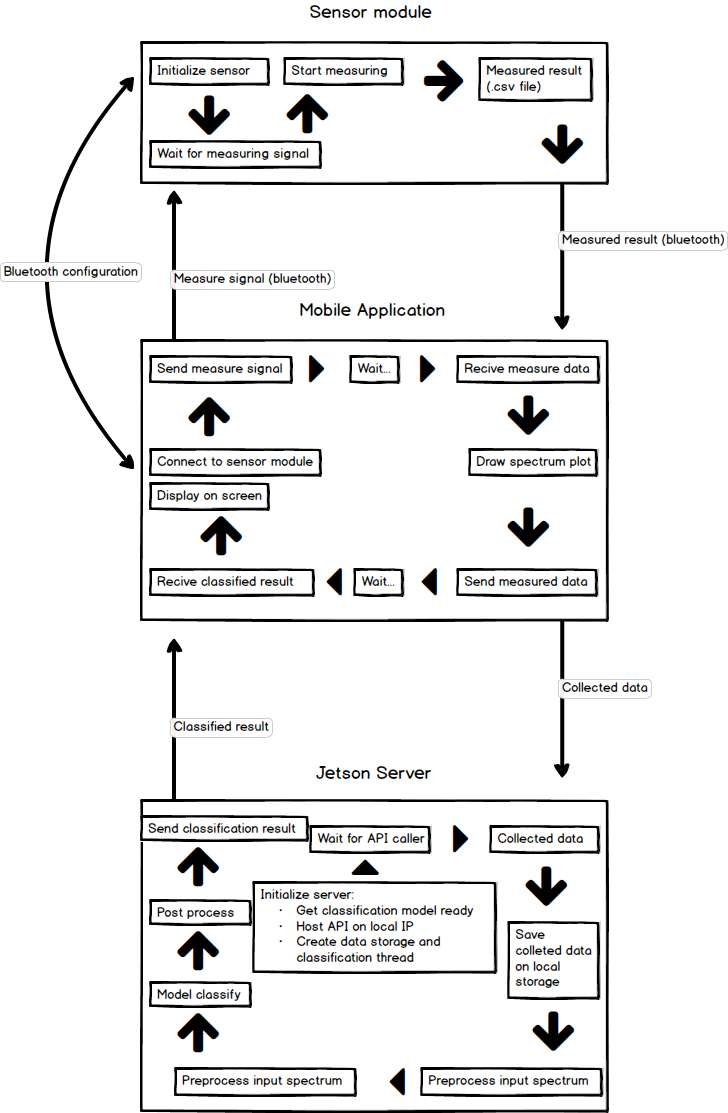 Sensor module
Initialize sensor
Start measuring
Measured result
(.csv file)
Wait for measuring signal
Measured result (bluetooth)
Bluetooth configuration
Measure signal (bluetooth)
Mobile Application
Send measure signal
Wait...
Recive measure data
Connect to sensor module
Draw spectrum plot
Display on screen
Recive classified result
Wait...
Send measured data
Collected data
Classified result
Jetson Server
Send classification result
Wait for API caller
Collected data
Initialize server:
· Get classification model ready
· Host API on local IP
· Create data storage and
classification thread
Post process
Save
colleted data
on local
storage
Model classify
Preprocess input spectrum
Preprocess input spectrum